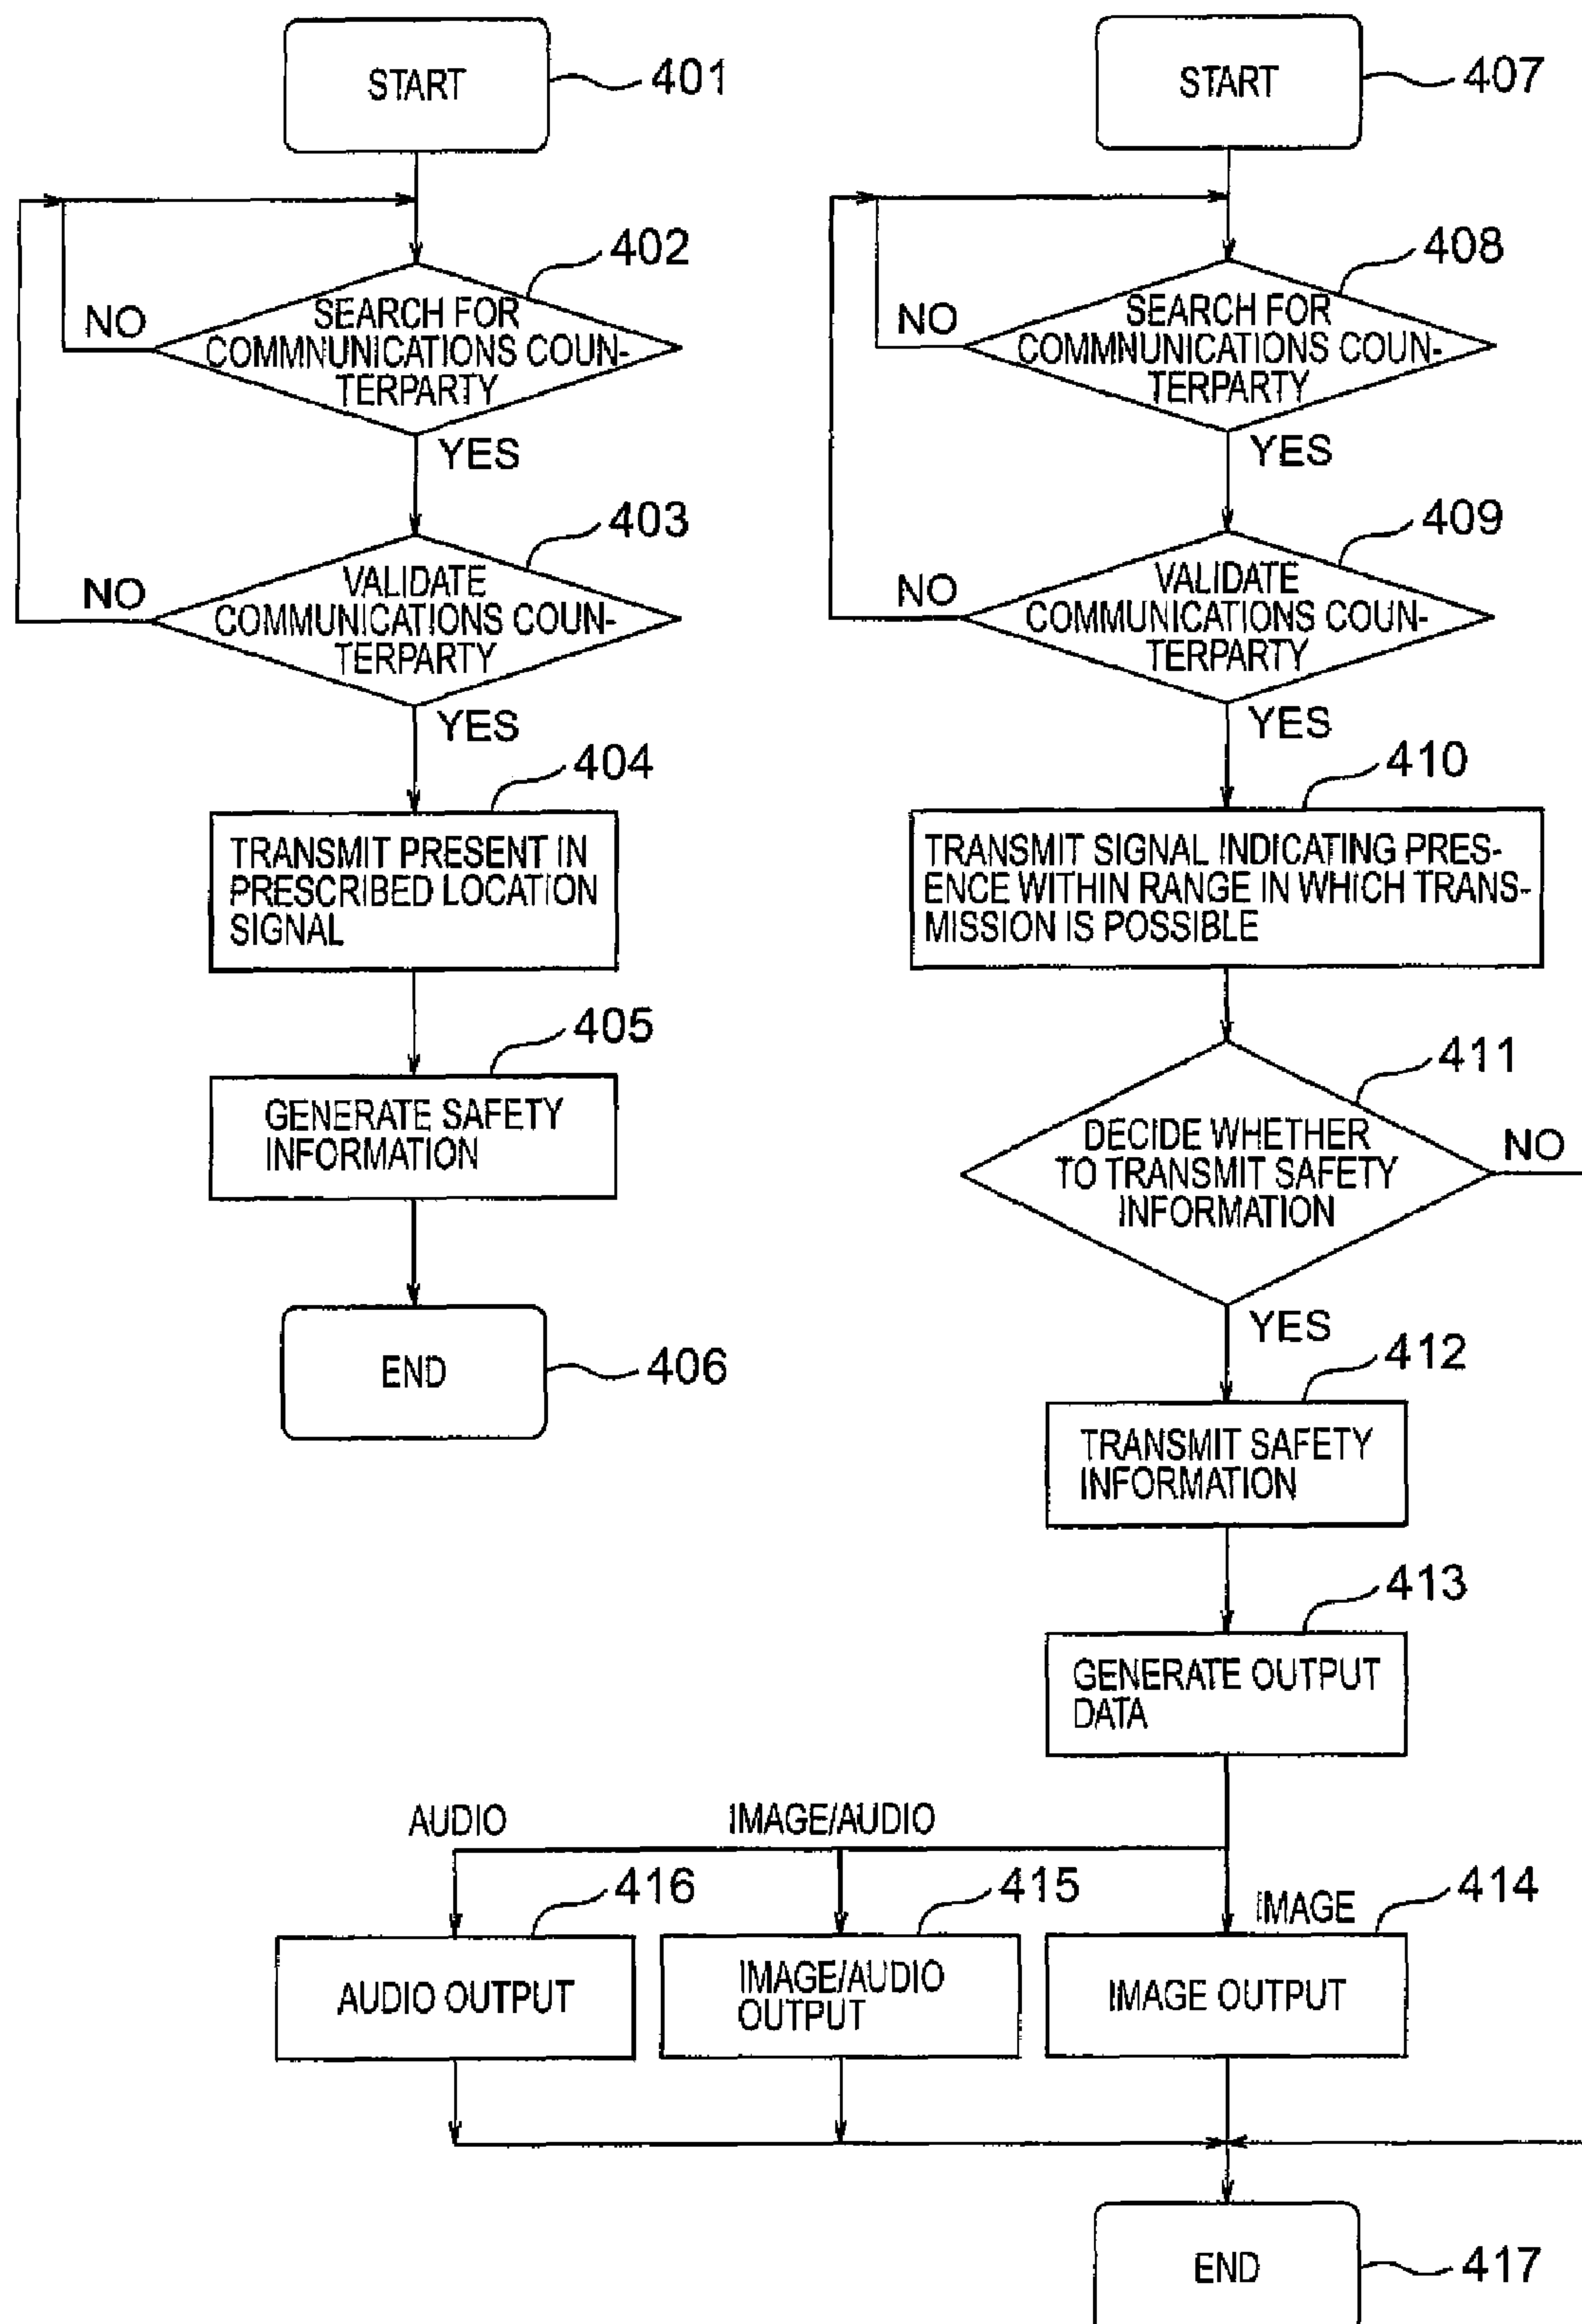 START
401
NO
402
SEARCH FOR
COMMNUNICATIONS COUN-
TERPARTY
YES
NO
403
VALIDATE
COMMUNICATIONS COUN-
TERPARTY
YES
404
TRANSMIT PRESENT IN
PRESCRIBED LOCATION
SIGNAL
405
GENERATE SAFETY
INFORMATION
END
406
START
407
NO
408
SEARCH FOR
COMMNUNICATIONS COUN-
TERPARTY
YES
NO
409
VALIDATE
COMMUNICATIONS COUN-
TERPARTY
YES
410
TRANSMIT SIGNAL INDICATING PRES-
ENCE WITHIN RANGE IN WHICH TRANS-
MISSION IS POSSIBLE
411
DECIDE WHETHER
TO TRANSMIT SAFETY
INFORMATION
NO
YES
412
TRANSMIT SAFETY
INFORMATION
413
GENERATE OUTPUT
DATA
AUDIO
IMAGE/AUDIO
IMAGE
416
AUDIO OUTPUT
415
IMAGE/AUDIO
OUTPUT
414
IMAGE OUTPUT
END
417